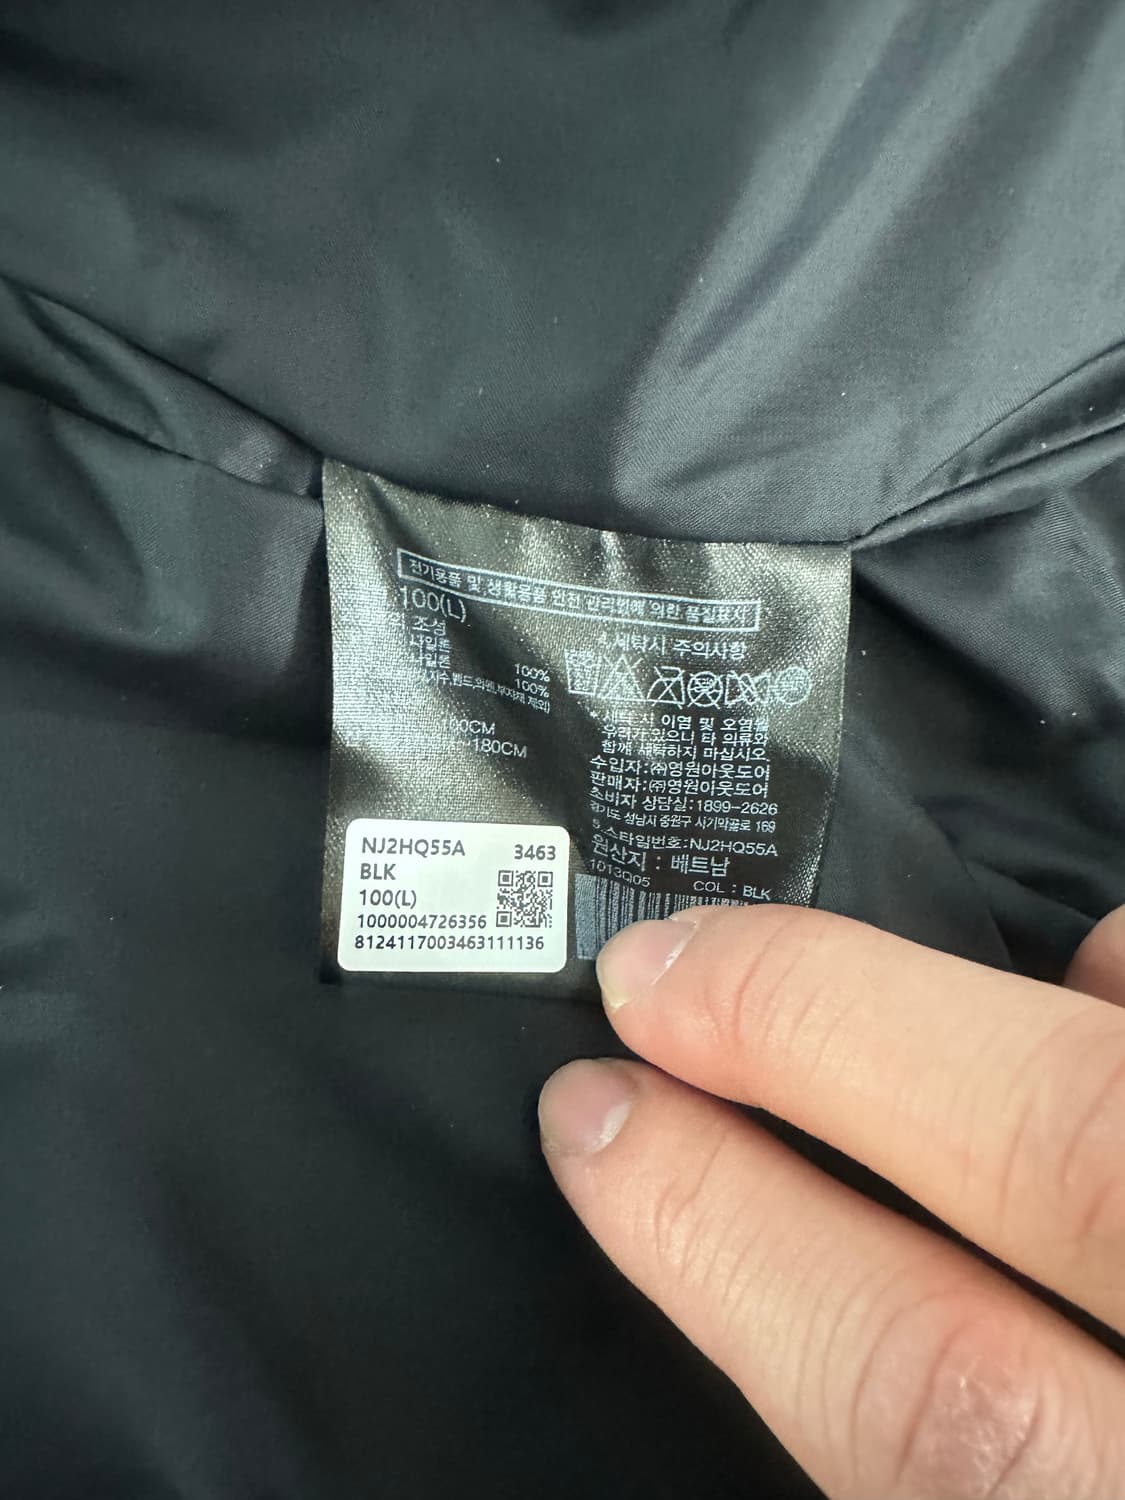 전기용품 및 생활용품 안전 관리법에 의한 품질표시
100(L)
조성
100%
100%
100CM
180CM
* 세탁시 주의사항
* 세탁 시 이염 및 오염될
우려가 있으니 타 의류와
함께 세탁하지 마십시오.
수입자:㈜영원아웃도어
판매자:㈜영원아웃도어
소비자 상담실:1899-2626
경기도 성남시 중원구 사기막골로 169
스타일번호:NJ2HQ55A
원산지 : 베트남
1013Q05 COL : BLK
NJ2HQ55A 3463
BLK
100(L)
1000004726356
8124117003463111136